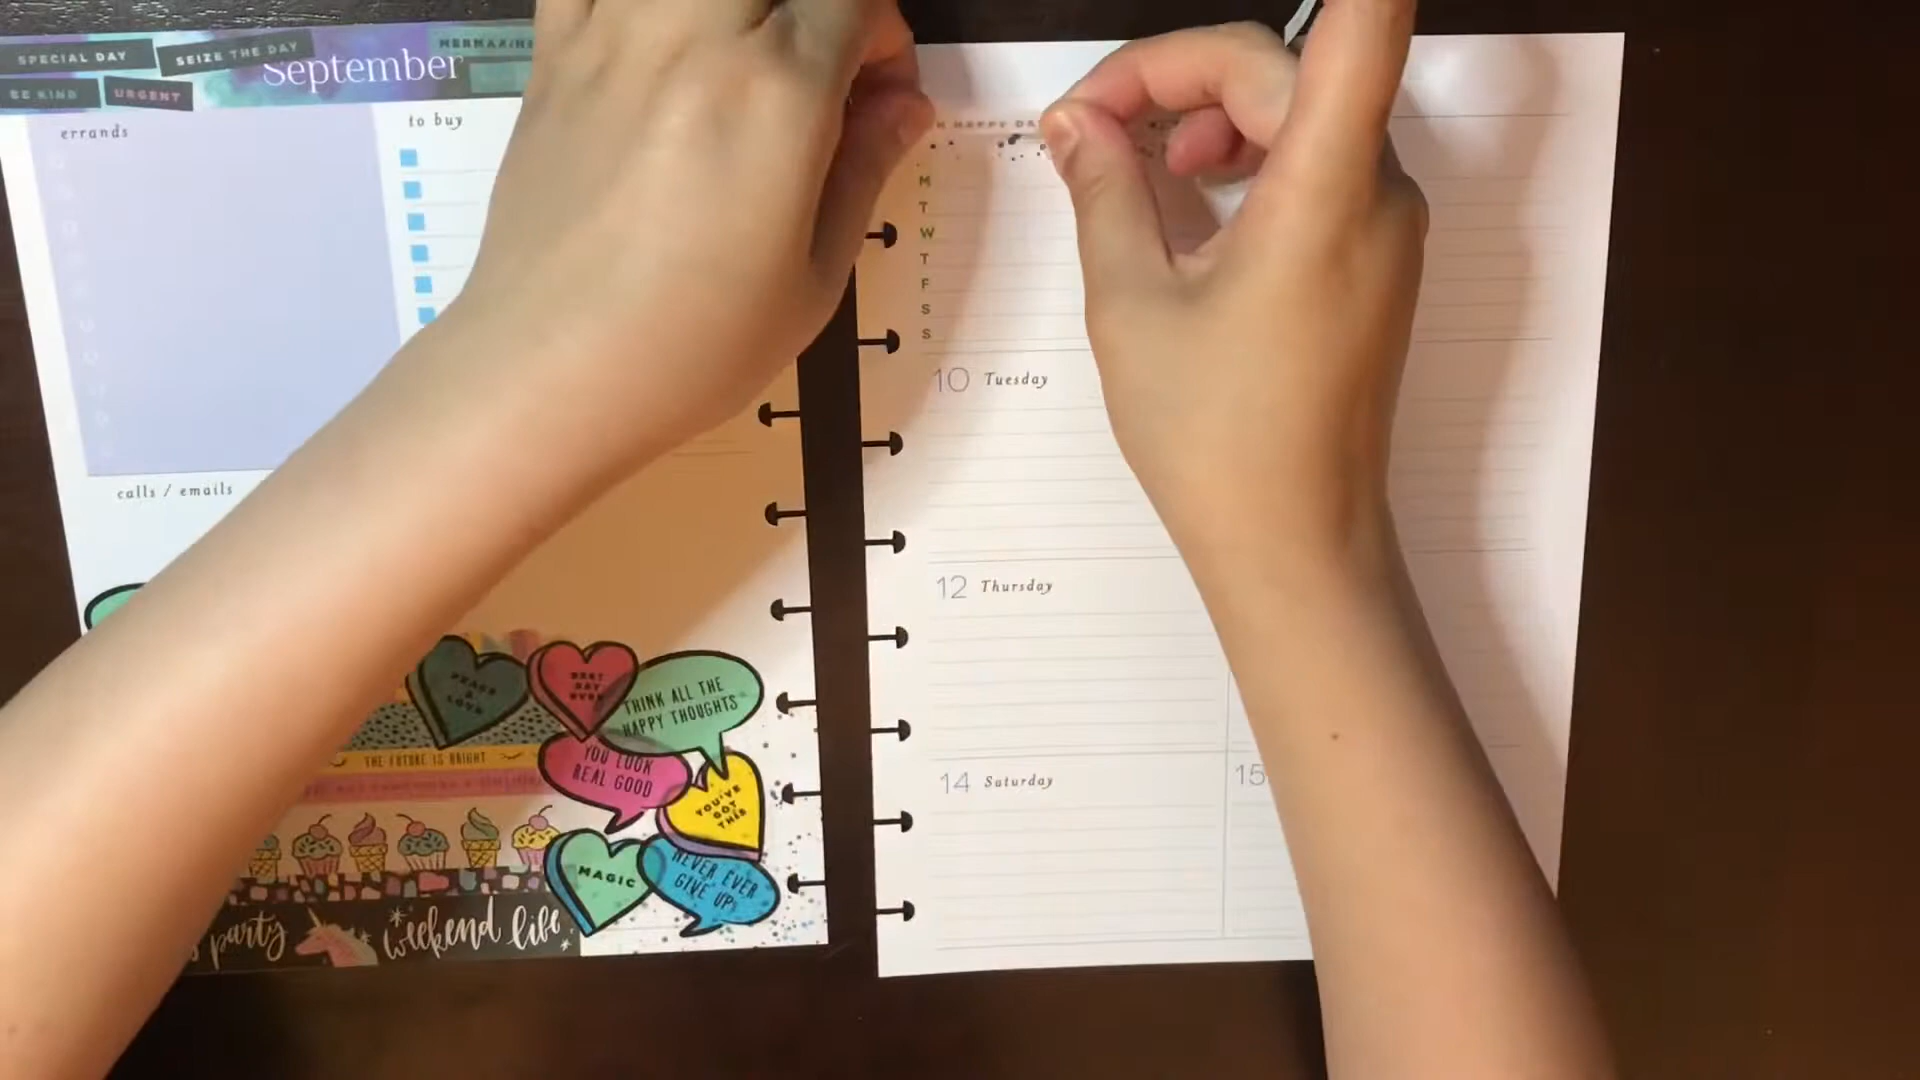 SPECIAL DAY
SEIZE THE DAY
BE KIND
URGENT
September
errands
to buy
calls / emails
PEACE
&
LOVE
BEST
DAY
EVER
THINK ALL THE
HAPPY THOUGHTS
YOU LOOK
REAL GOOD
THE FUTURE IS BRIGHT
YOU'VE
GOT
THIS
MAGIC
NEVER EVER
GIVE UP
party
weekend life
HAPPY DA
M
T
W
T
F
S
S
10 Tuesday
12 Thursday
14 Saturday
15